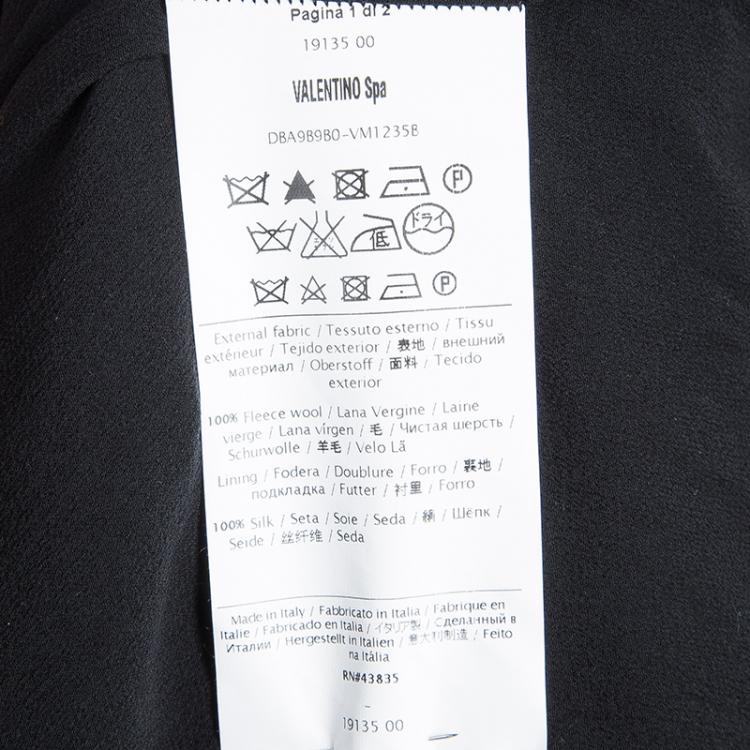 Pagina 1 di 2
19135 00
VALENTINO Spa
DBA9B9B0-VM1235B
P
ドライ
低
P
External fabric / Tessuto esterno / Tissu
extérieur / Tejido exterior / 表地 / внешний
материал / Oberstoff / 面料 / Tecido
exterior
100% Fleece wool / Lana Vergine / Laine
vierge / Lana vírgen / 毛 / Чистая шерсть /
Schurwolle / 羊毛 / Velo Lã
Lining / Fodera / Doublure / Forro / 裏地 /
подкладка / Futter / 衬里 / Forro
100% Silk / Seta / Soie / Seda / 絹 / Шёлк /
Seide / 丝纤维 / Seda
Made in Italy / Fabbricato in Italia / Fabrique en
Italie / Fabricado en Italia / イタリア製 / Сделанный в
Италии / Hergestellt in Italien / 意大利制造 / Feito
na Itália
RN#43835
-
19135 00